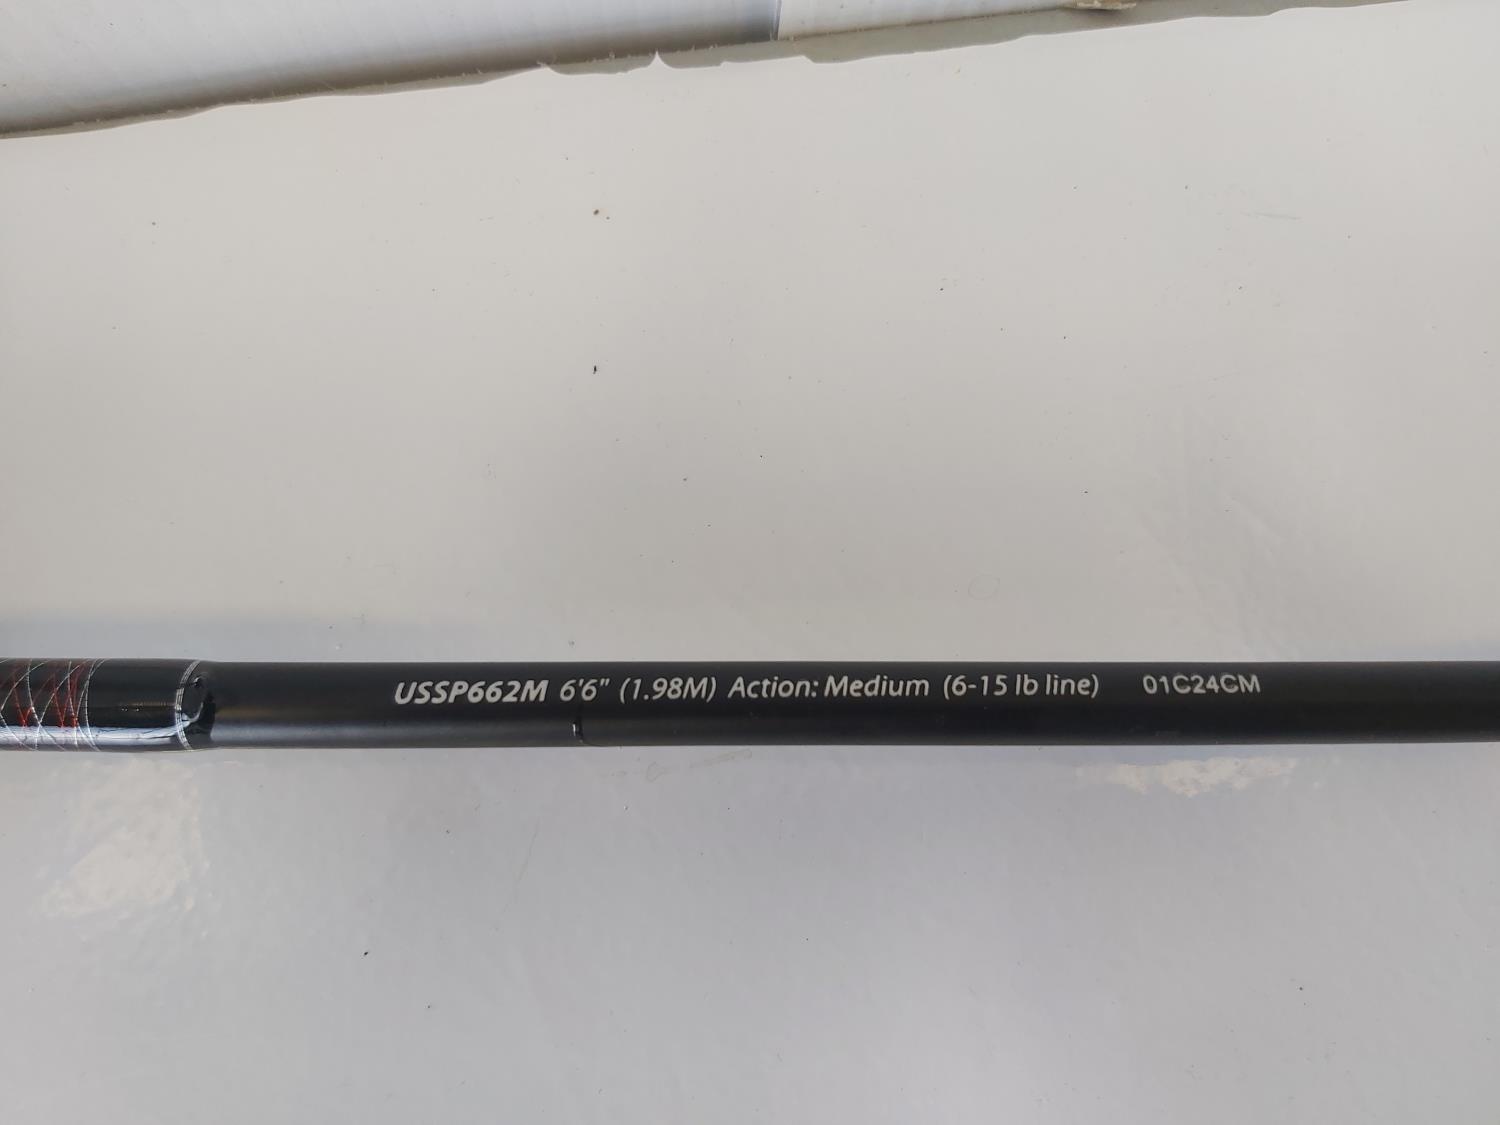 USSP662M 6'6" (1.98M) Action: Medium (6-15 lb line) 01C24CM